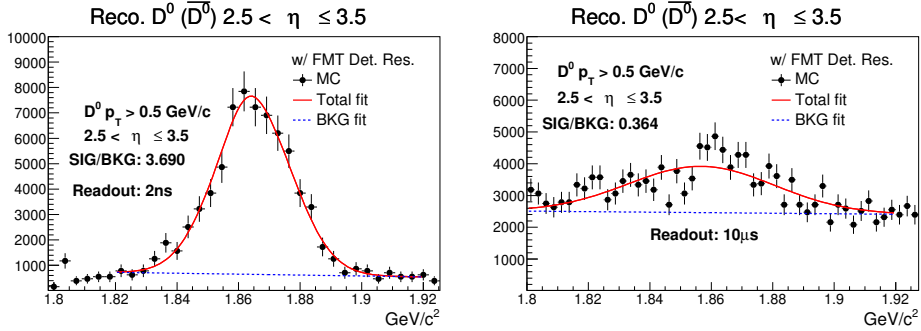 Reco. D⁰ (D̅⁰) 2.5 < η ≤ 3.5
10000
9000
8000
7000
6000
5000
4000
3000
2000
1000
w/ FMT Det. Res.
MC
Total fit
BKG fit
D⁰ p_T > 0.5 GeV/c
2.5 < η ≤ 3.5
SIG/BKG: 3.690
Readout: 2ns
1.8 1.82 1.84 1.86 1.88 1.9 1.92
GeV/c²
Reco. D⁰ (D̅⁰) 2.5 < η ≤ 3.5
8000
7000
6000
5000
4000
3000
2000
1000
0
w/ FMT Det. Res.
MC
Total fit
BKG fit
D⁰ p_T > 0.5 GeV/c
2.5 < η ≤ 3.5
SIG/BKG: 0.364
Readout: 10μs
1.8 1.82 1.84 1.86 1.88 1.9 1.92
GeV/c²